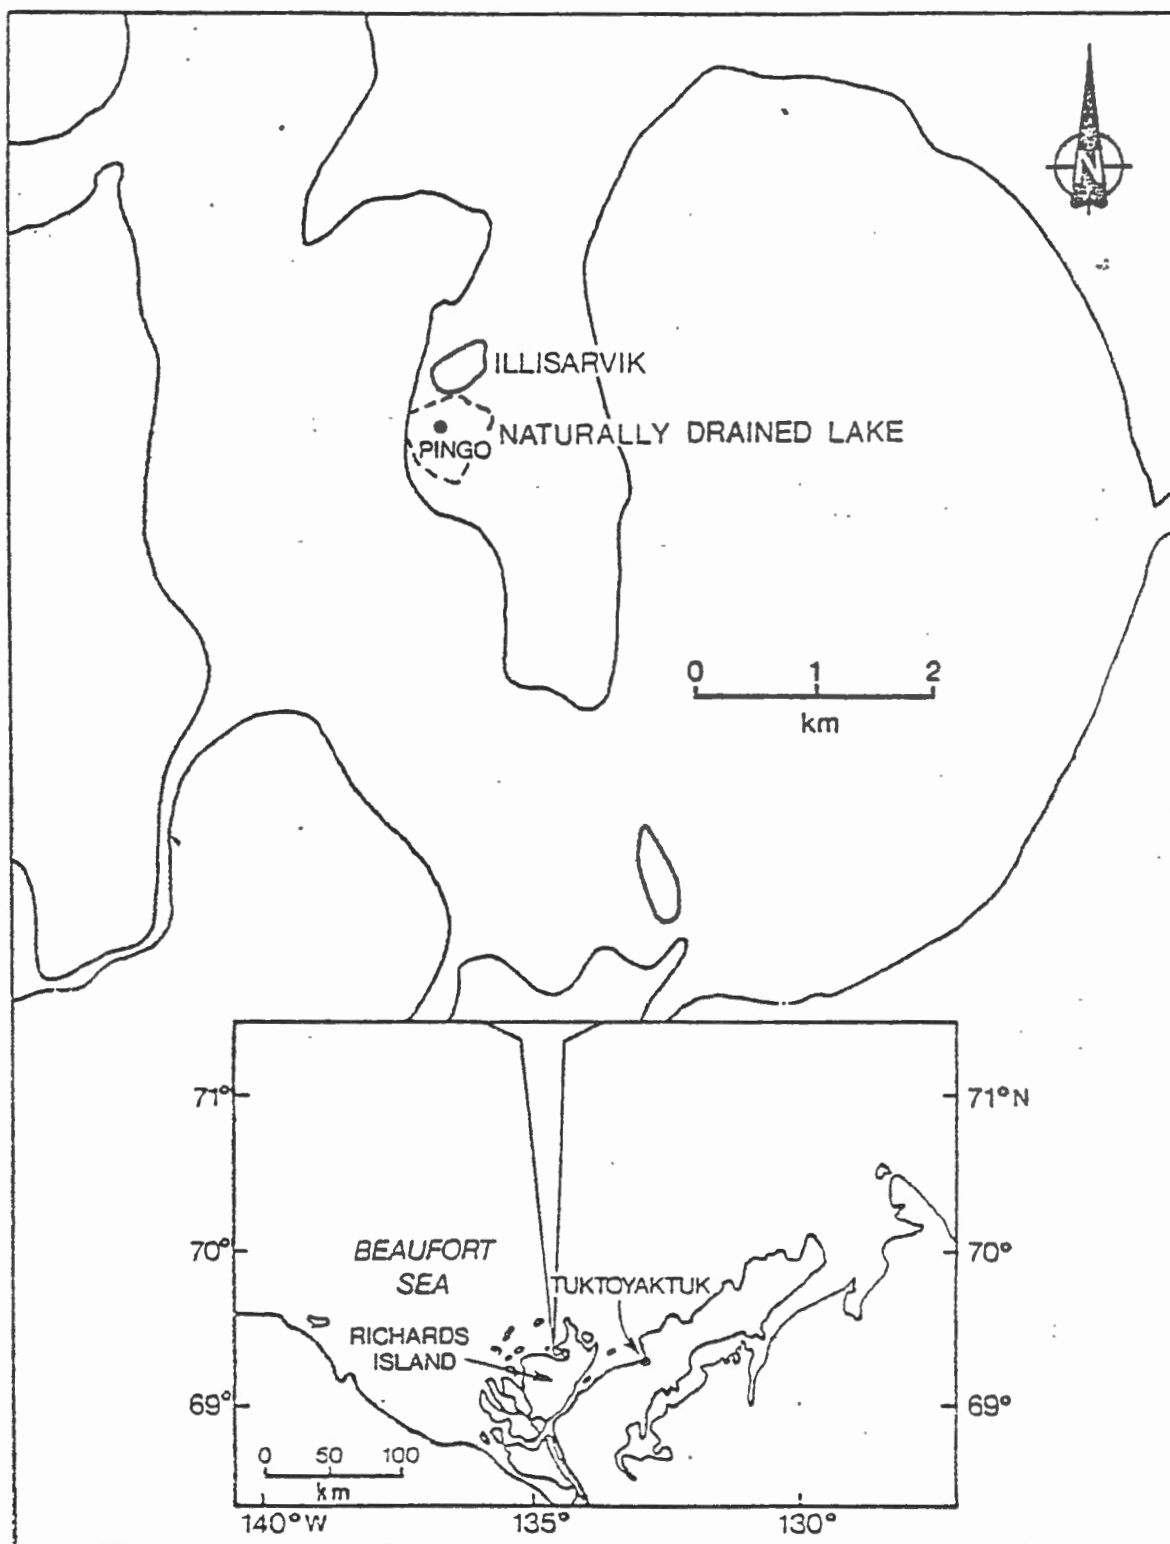 N
ILLISARVIK
NATURALLY DRAINED LAKE
PINGO
0 1 2
km
71° 71°N
70° 70°
BEAUFORT
SEA
TUKTOYAKTUK
RICHARDS
ISLAND
69° 69°
0 50 100
km
140°W 135° 130°